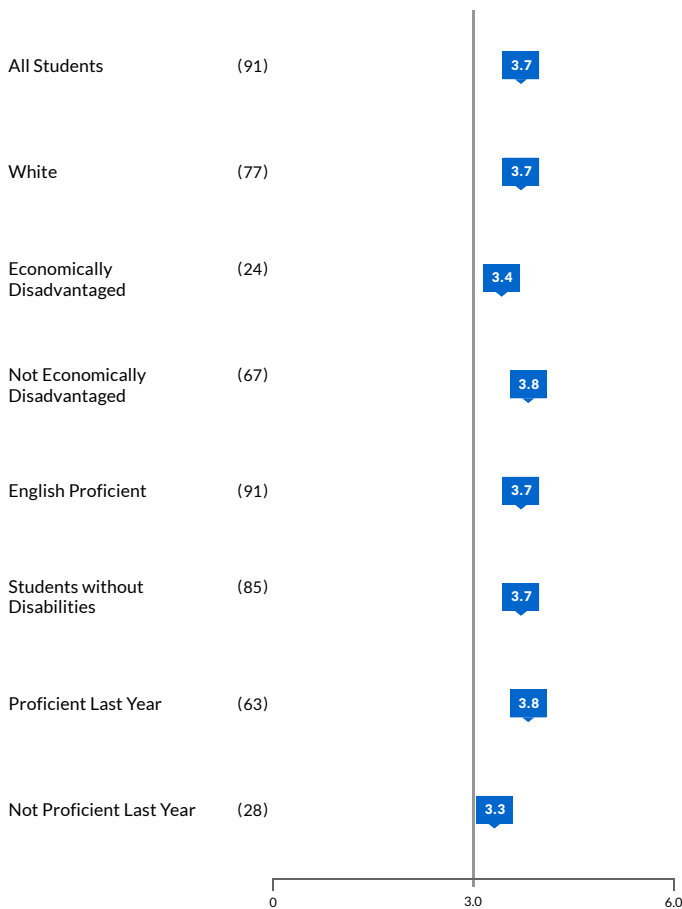 All Students (91) 3.7
White (77) 3.7
Economically (24)
Disadvantaged
3.4
Not Economically (67)
Disadvantaged
3.8
English Proficient (91) 3.7
Students without (85)
Disabilities
3.7
Proficient Last Year (63) 3.8
Not Proficient Last Year (28) 3.3
0 3.0 6.0